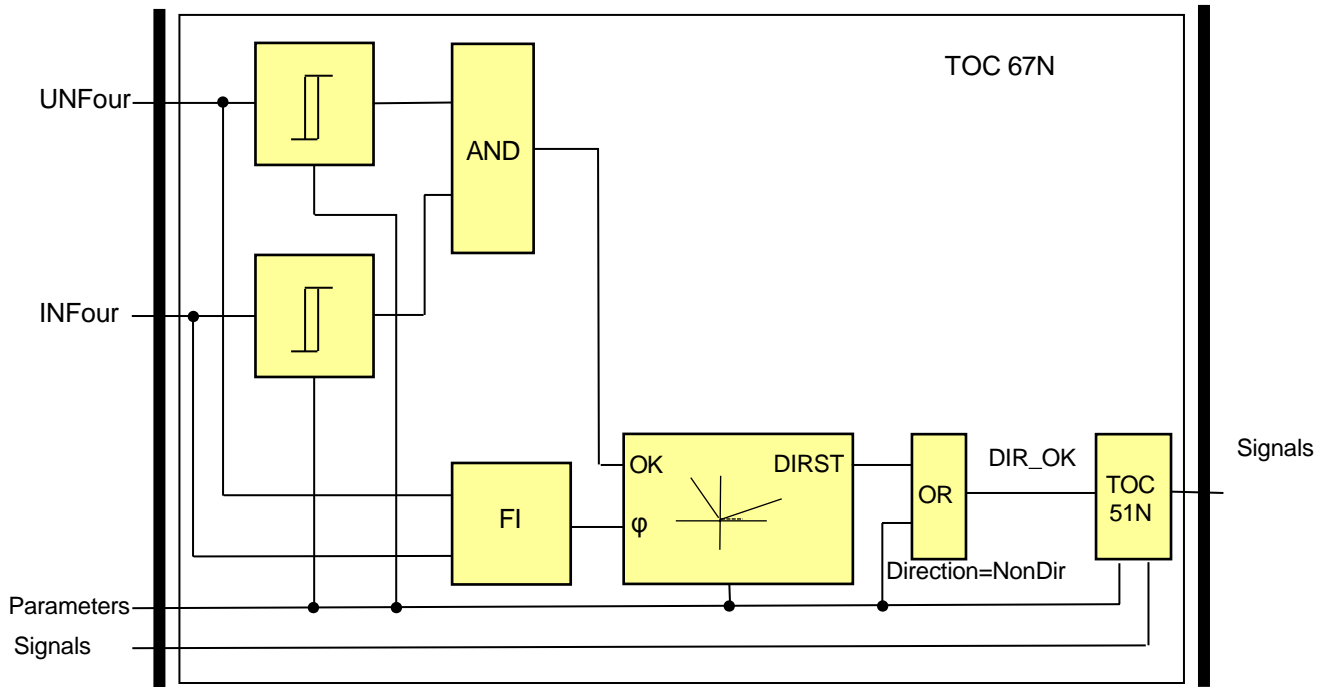 TOC 67N
UNFour
AND
INFour
OK
DIRST
DIR_OK
Signals
FI
φ
OR
TOC
51N
Direction=NonDir
Parameters
Signals